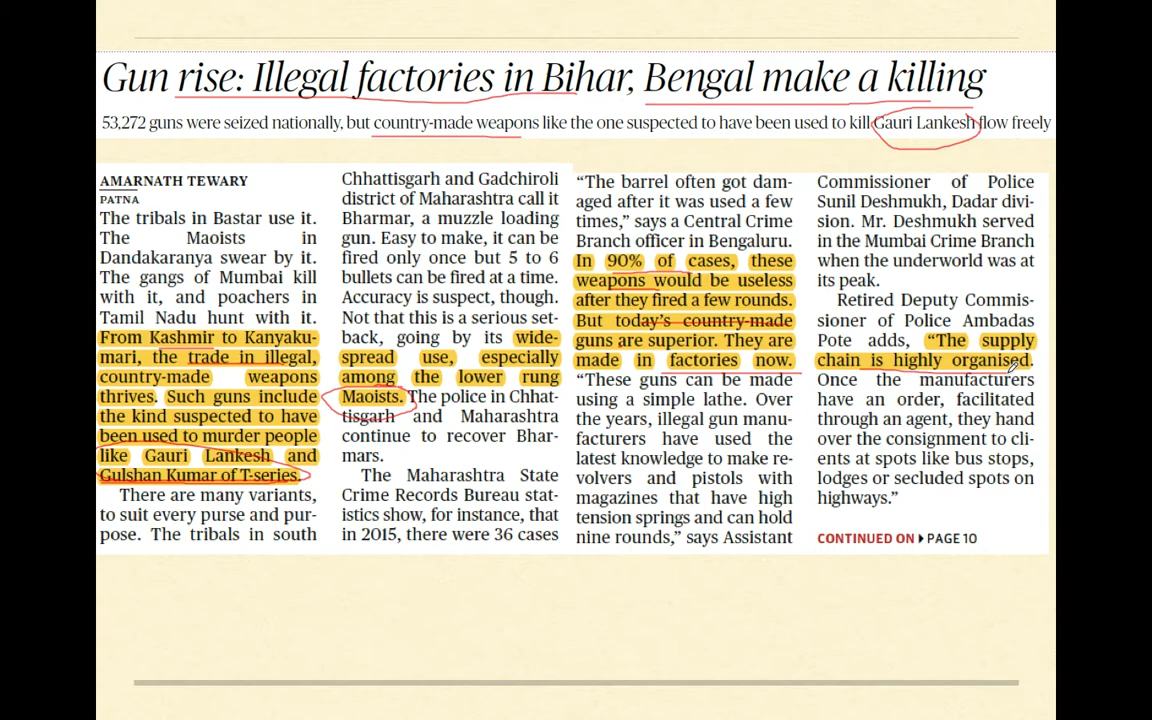 Gun rise: Illegal factories in Bihar, Bengal make a killing
53,272 guns were seized nationally, but country-made weapons like the one suspected to have been used to kill Gauri Lankesh flow freely
AMARNATH TEWARY
PATNA
The tribals in Bastar use it.
The Maoists in
Dandakaranya swear by it.
The gangs of Mumbai kill
with it, and poachers in
Tamil Nadu hunt with it.
From Kashmir to Kanyaku-
mari, the trade in illegal,
country-made weapons
thrives. Such guns include
the kind suspected to have
been used to murder people
like Gauri Lankesh and
Gulshan Kumar of T-series.
There are many variants,
to suit every purse and pur-
pose. The tribals in south
Chhattisgarh and Gadchiroli
district of Maharashtra call it
Bharmar, a muzzle loading
gun. Easy to make, it can be
fired only once but 5 to 6
bullets can be fired at a time.
Accuracy is suspect, though.
Not that this is a serious set-
back, going by its wide-
spread use, especially
among the lower rung
Maoists. The police in Chhat-
tisgarh and Maharashtra
continue to recover Bhar-
mars.
The Maharashtra State
Crime Records Bureau stat-
istics show, for instance, that
in 2015, there were 36 cases
“The barrel often got dam-
aged after it was used a few
times,” says a Central Crime
Branch officer in Bengaluru.
In 90% of cases, these
weapons would be useless
after they fired a few rounds.
But today’s country-made
guns are superior. They are
made in factories now.
“These guns can be made
using a simple lathe. Over
the years, illegal gun manu-
facturers have used the
latest knowledge to make re-
volvers and pistols with
magazines that have high
tension springs and can hold
nine rounds,” says Assistant
Commissioner of Police
Sunil Deshmukh, Dadar divi-
sion. Mr. Deshmukh served
in the Mumbai Crime Branch
when the underworld was at
its peak.
Retired Deputy Commis-
sioner of Police Ambadas
Pote adds, “The supply
chain is highly organised.
Once the manufacturers
have an order, facilitated
through an agent, they hand
over the consignment to cli-
ents at spots like bus stops,
lodges or secluded spots on
highways.”
CONTINUED ON PAGE 10